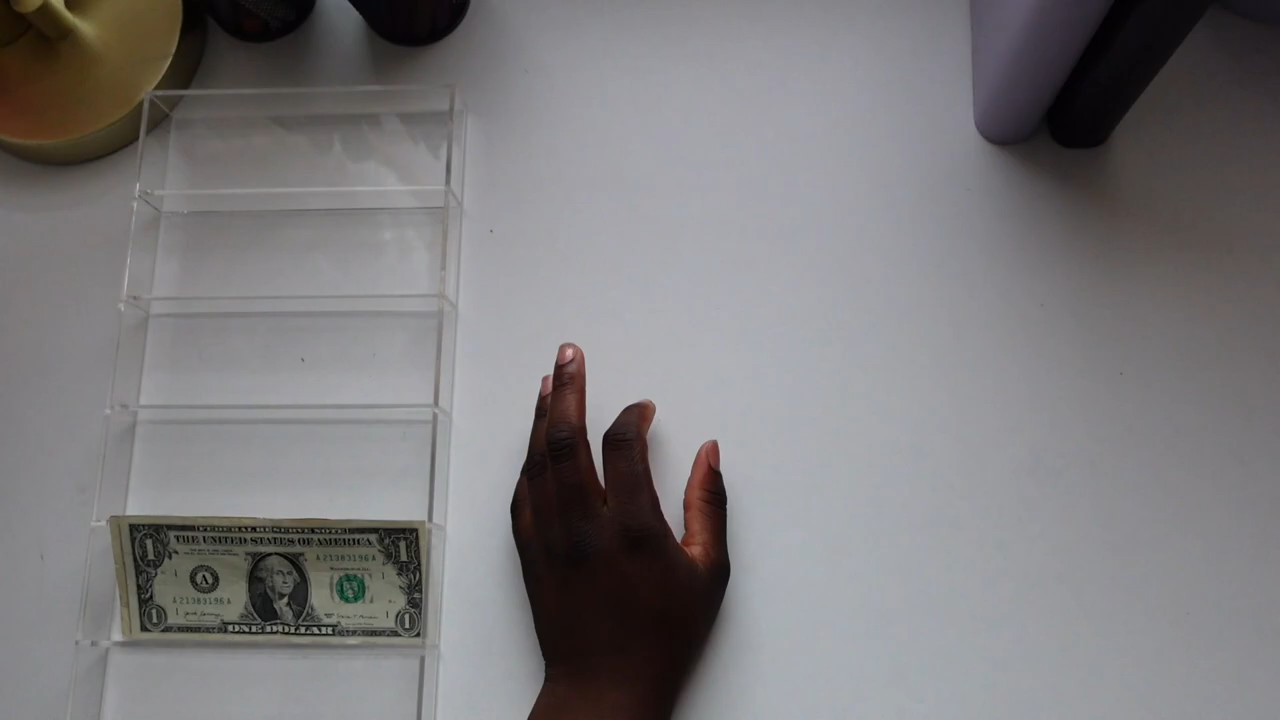 FEDERAL RESERVE NOTE
THE UNITED STATES OF AMERICA
1
1
A 21383196 A
A
A 21383196 A
1
1
ONE DOLLAR